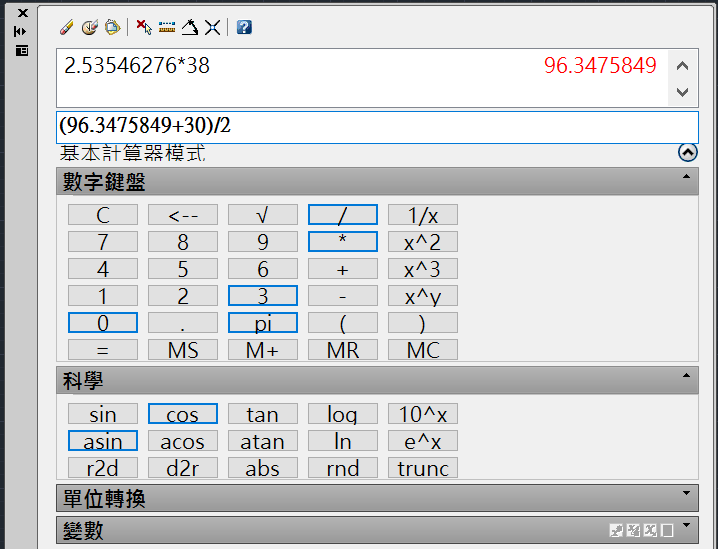 2.53546276*38 96.3475849
(96.3475849+30)/2
基本計算器模式
數字鍵盤
C <-- √ / 1/x
7 8 9 * x^2
4 5 6 + x^3
1 2 3 - x^y
0 . pi ( )
= MS M+ MR MC
科學
sin cos tan log 10^x
asin acos atan ln e^x
r2d d2r abs rnd trunc
單位轉換
變數